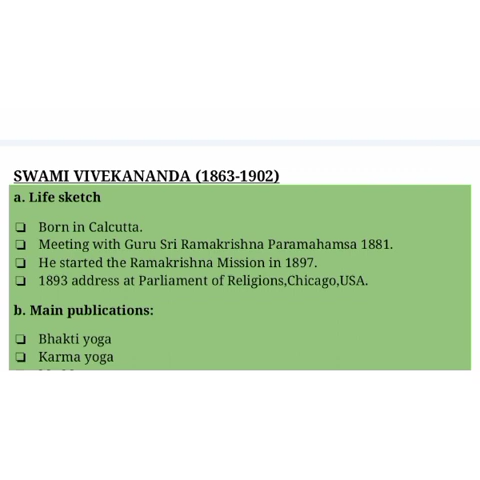 SWAMI VIVEKANANDA (1863-1902)
a. Life sketch
❏ Born in Calcutta.
❏ Meeting with Guru Sri Ramakrishna Paramahamsa 1881.
❏ He started the Ramakrishna Mission in 1897.
❏ 1893 address at Parliament of Religions,Chicago,USA.
b. Main publications:
❏ Bhakti yoga
❏ Karma yoga